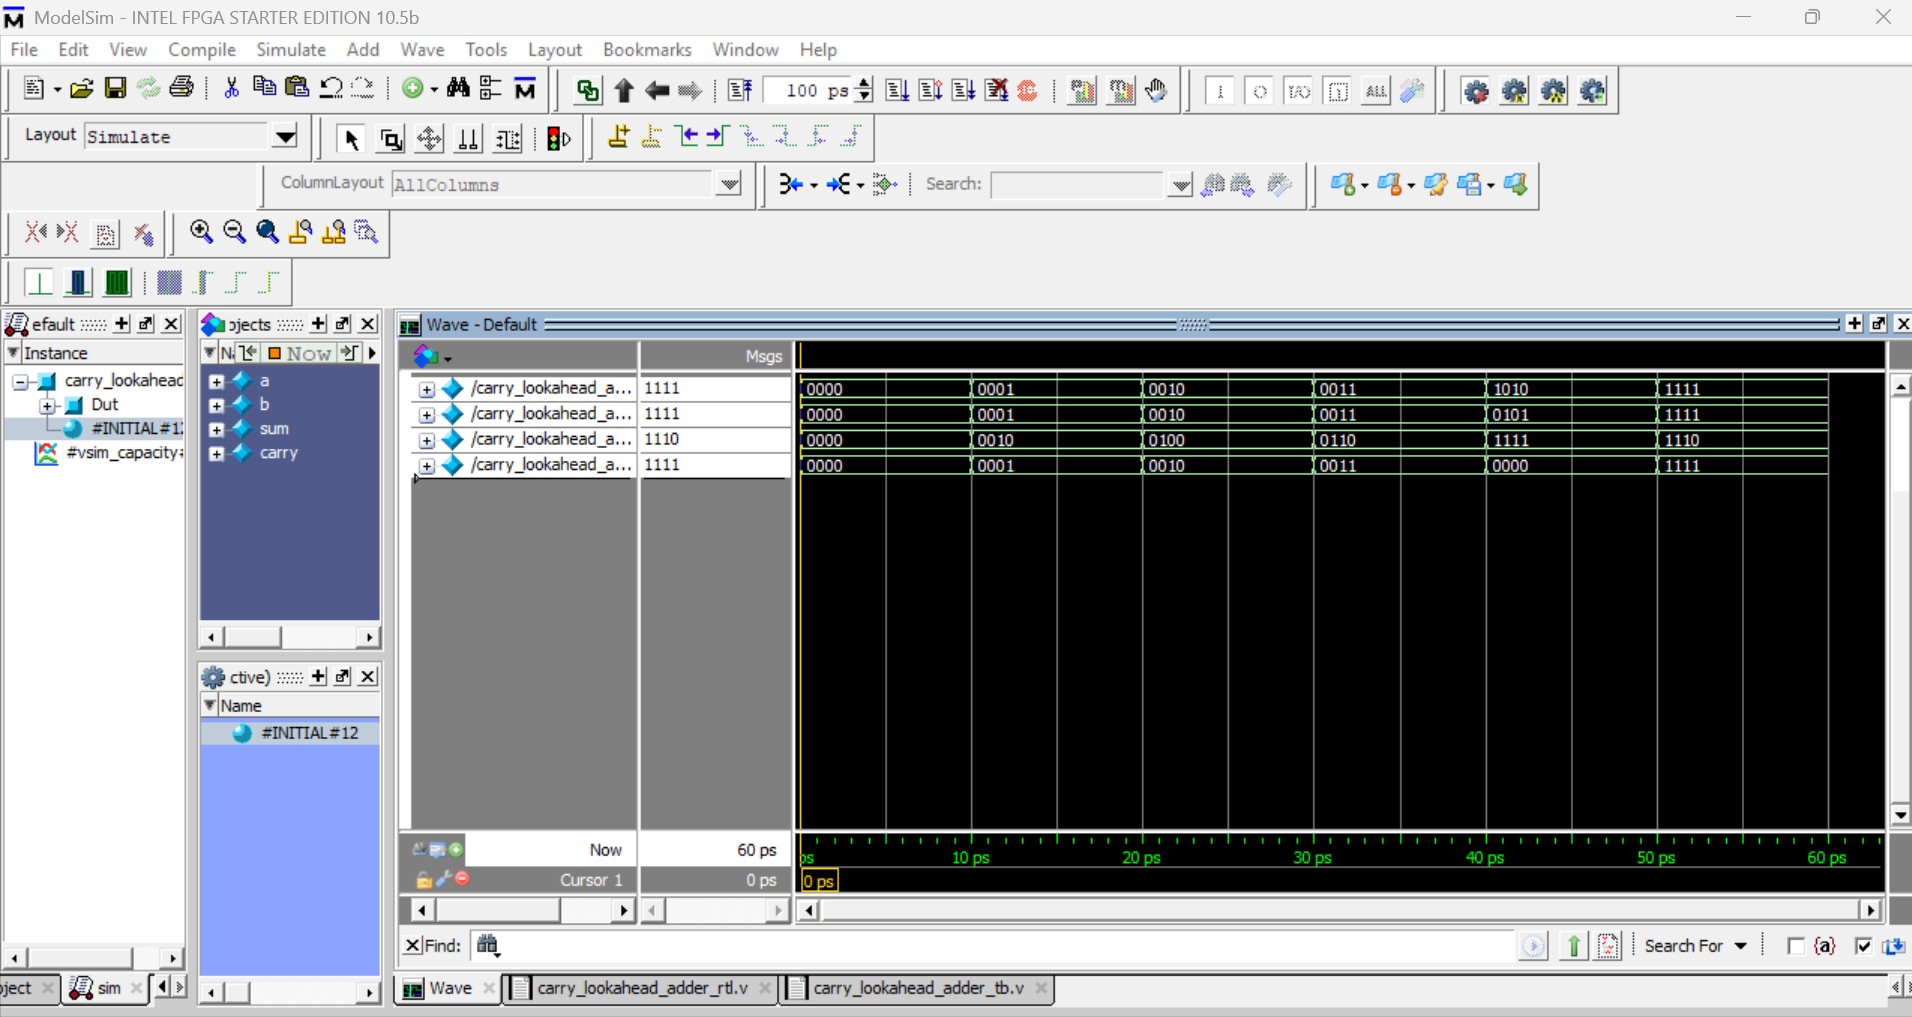 ModelSim - INTEL FPGA STARTER EDITION 10.5b
File Edit View Compile Simulate Add Wave Tools Layout Bookmarks Window Help
100 ps
ALL
Layout Simulate
ColumnLayout AllColumns
Search:
efault
Instance
carry_lookahead
Dut
#INITIAL#12
#vsim_capacity#
ojects
Now
a
b
sum
carry
ctive)
Name
#INITIAL#12
Wave - Default
Msgs
/carry_lookahead_a... 1111 0000 0001 0010 0011 1010 1111
/carry_lookahead_a... 1111 0000 0001 0010 0011 0101 1111
/carry_lookahead_a... 1110 0000 0010 0100 0110 1111 1110
/carry_lookahead_a... 1111 0000 0001 0010 0011 0000 1111
Now 60 ps ps 10 ps 20 ps 30 ps 40 ps 50 ps 60 ps
Cursor 1 0 ps 0 ps
Find: Search For {a}
ject sim Wave carry_lookahead_adder_rtl.v carry_lookahead_adder_tb.v